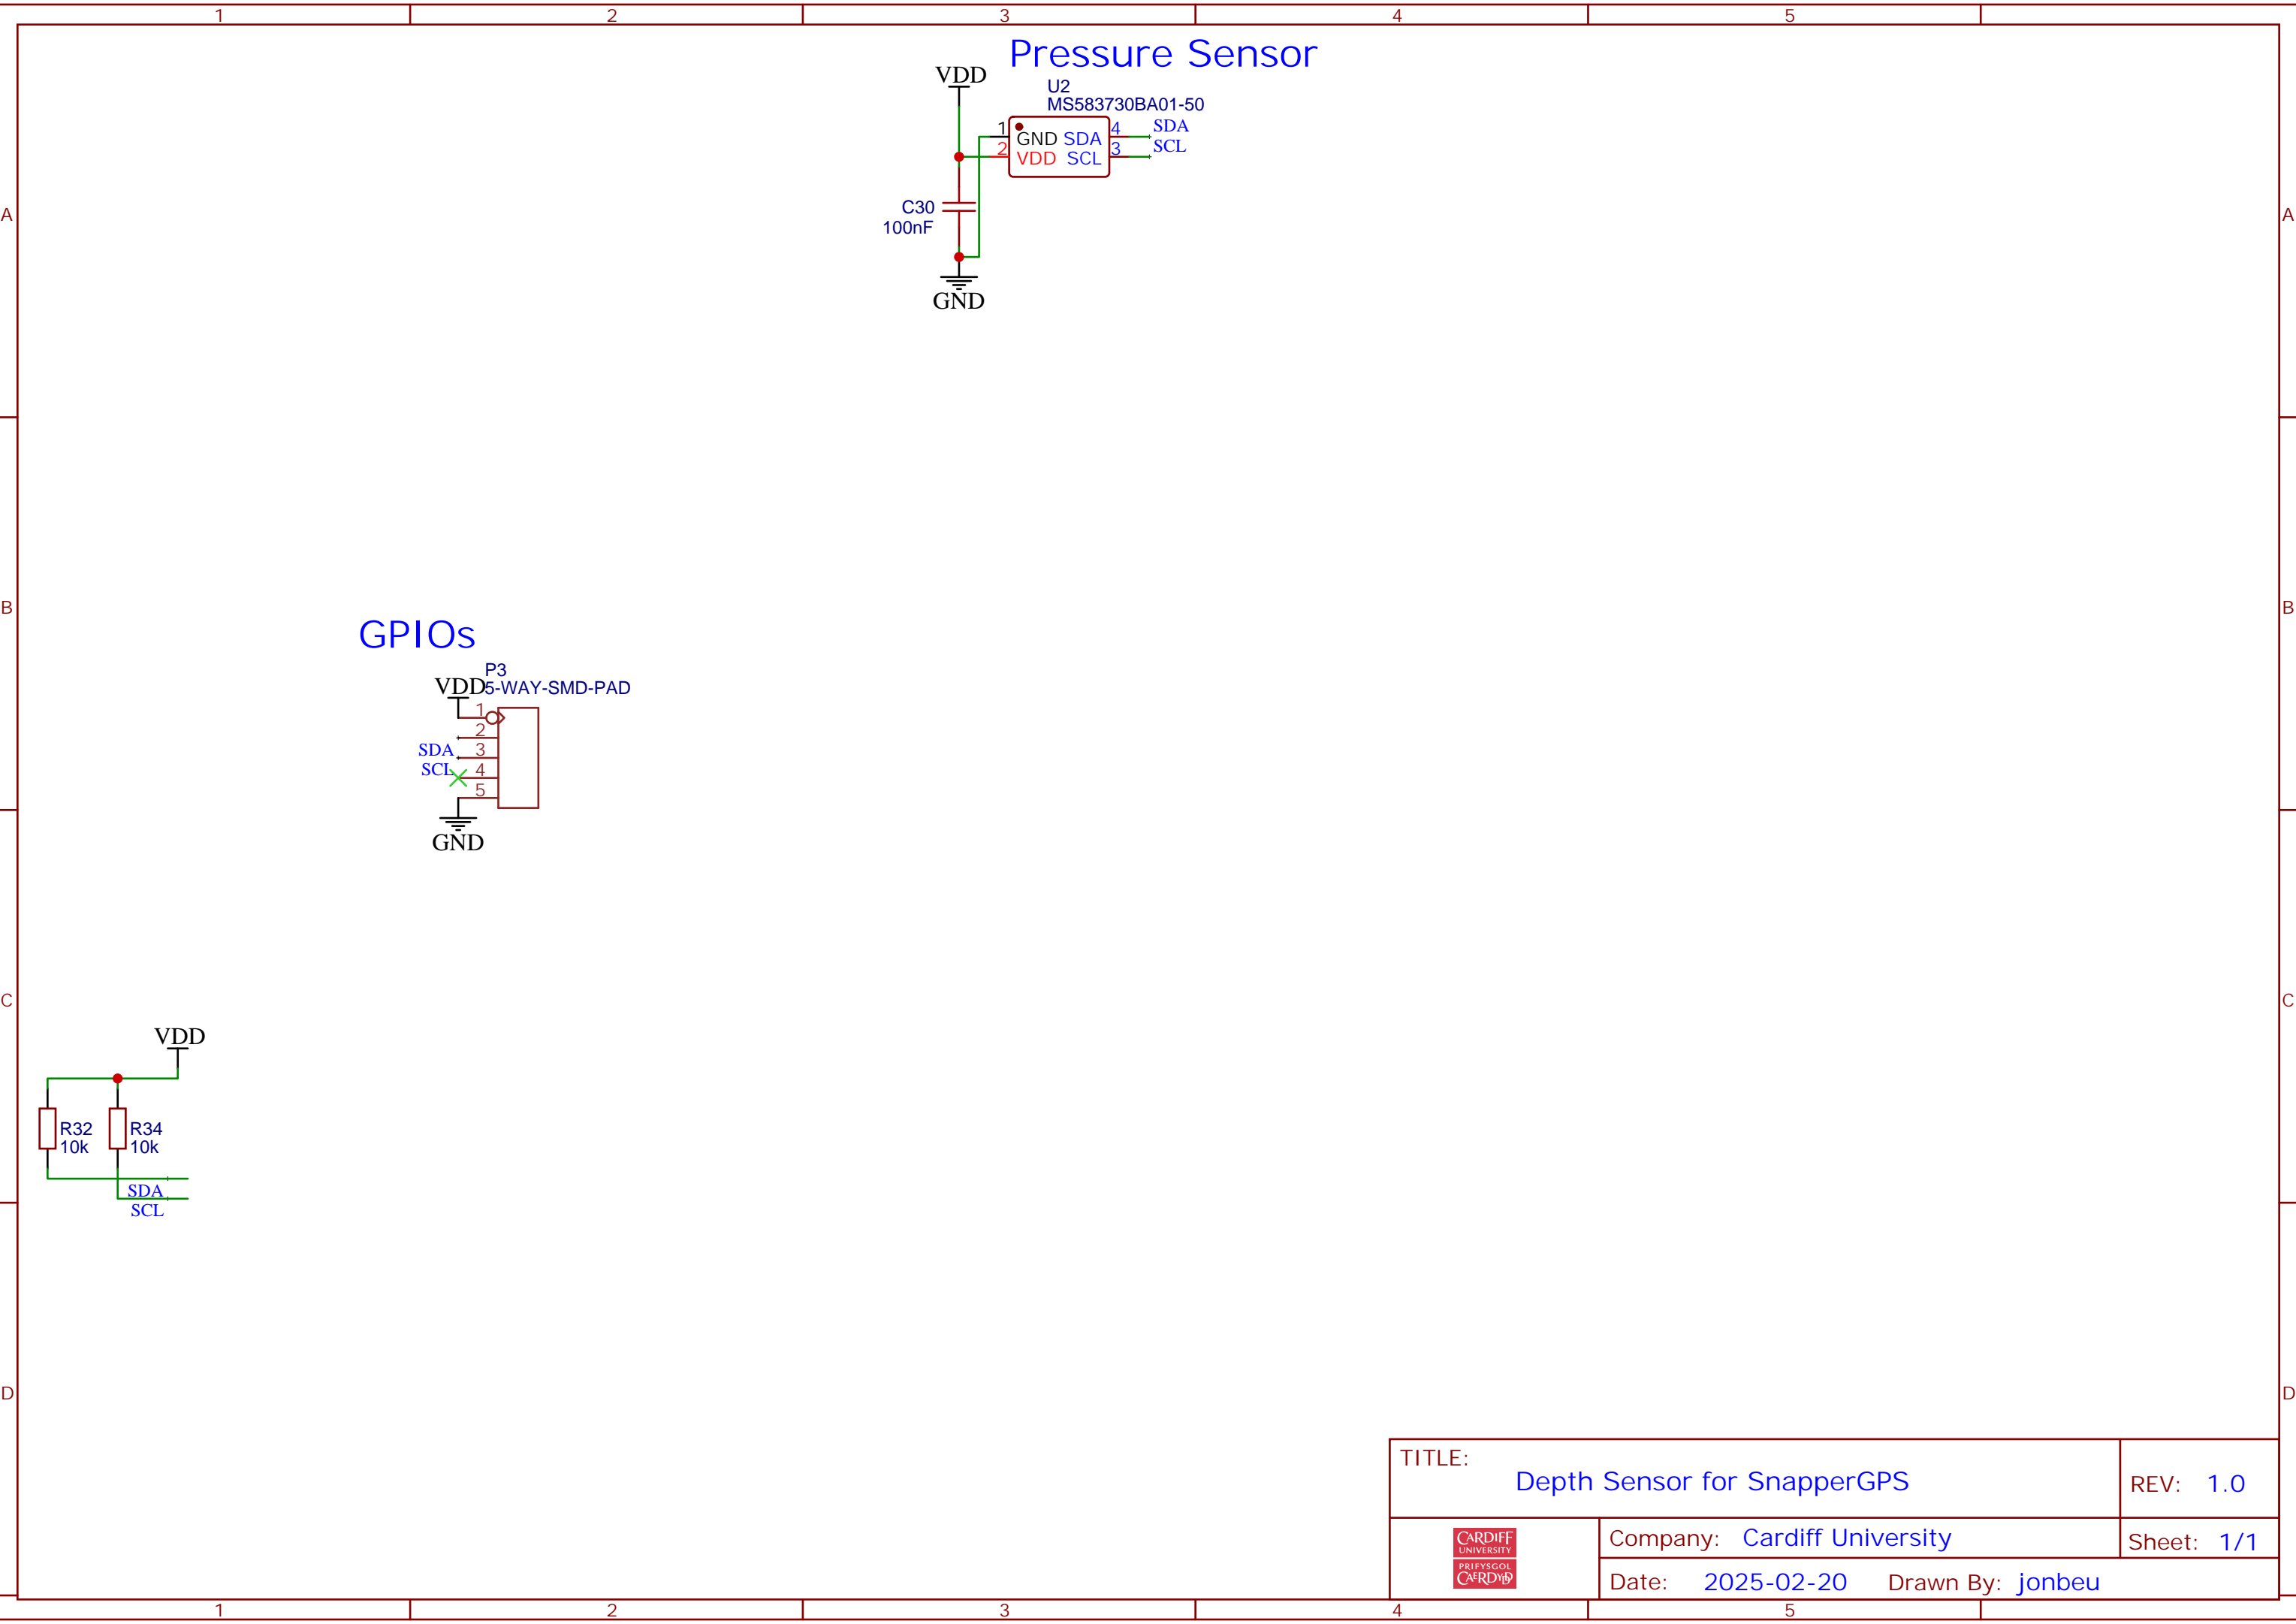 1 2 3 4 5
Pressure Sensor
VDD
U2
MS583730BA01-50
1 GND SDA 4 SDA
2 VDD SCL 3 SCL
A A
C30
100nF
GND
B B
GPIOs
P3
VDD 5-WAY-SMD-PAD
1
2
SDA 3
SCL 4
5
GND
C C
VDD
R32 R34
10k 10k
SDA
SCL
D D
TITLE:
Depth Sensor for SnapperGPS
REV: 1.0
CARDIFF
UNIVERSITY
PRIFYSGOL
CAERDYDD
Company: Cardiff University
Sheet: 1/1
Date: 2025-02-20 Drawn By: jonbeu
1 2 3 4 5